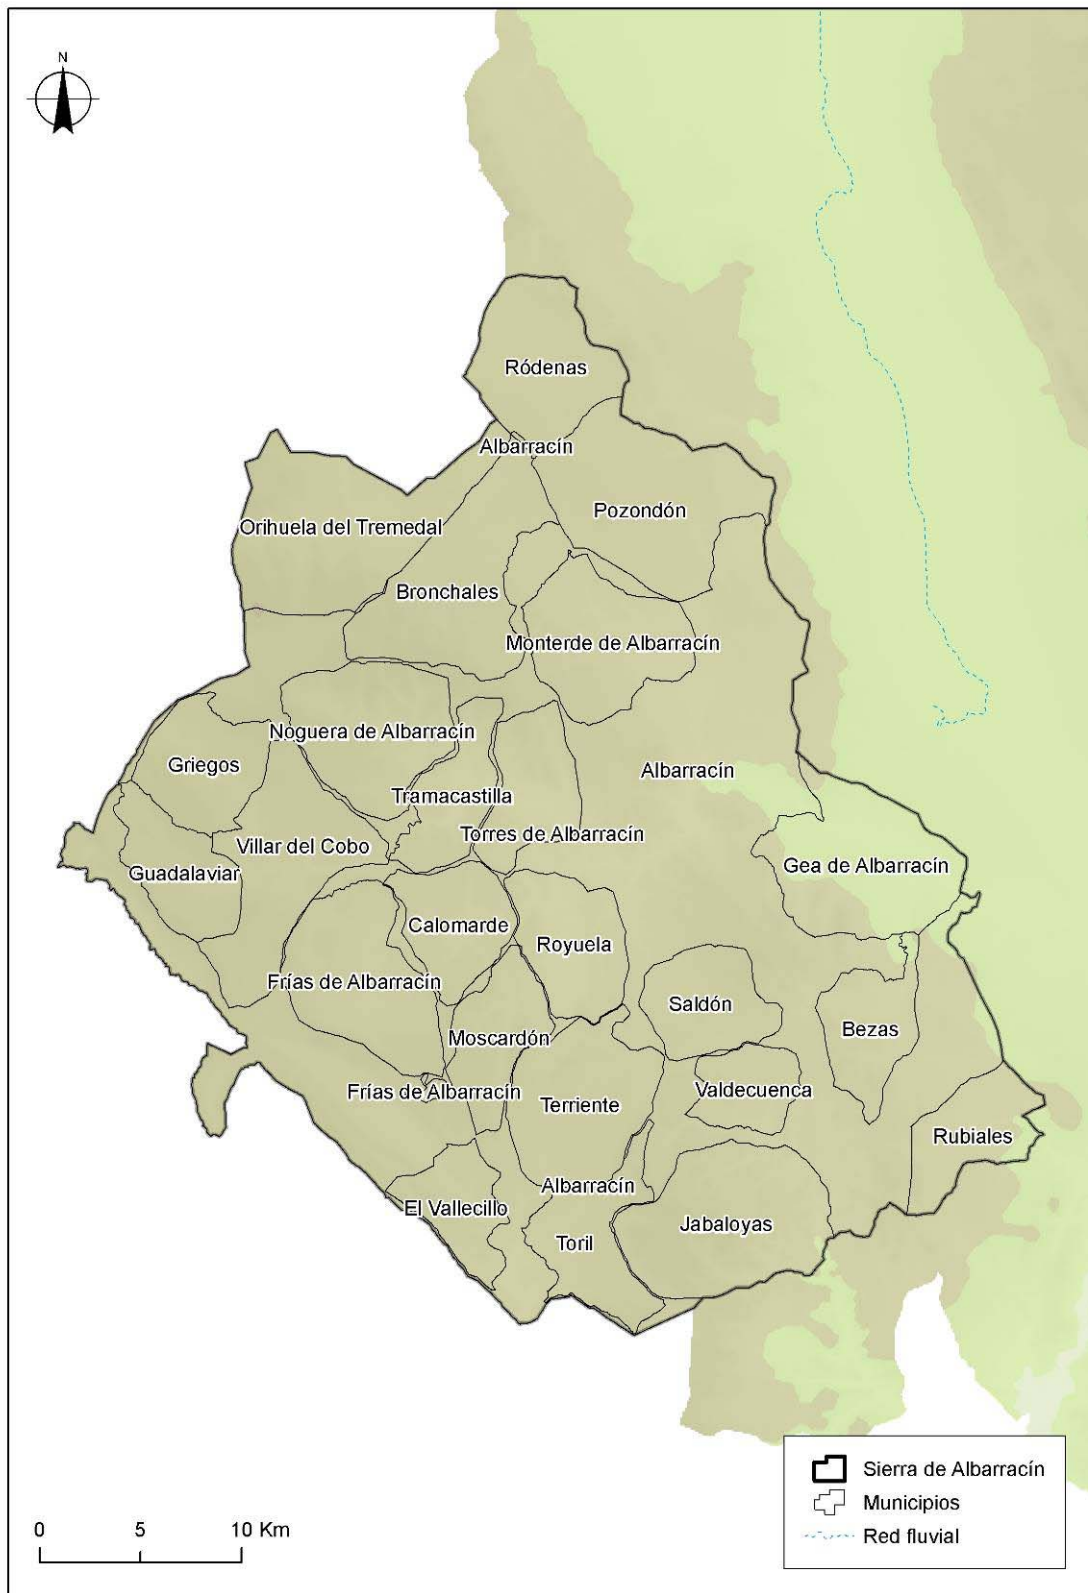 N
Ródenas
Albarracín
Pozondón
Orihuela del Tremedal
Bronchales
Monterde de Albarracín
Noguera de Albarracín
Griegos
Albarracín
Tramacastilla
Torres de Albarracín
Villar del Cobo
Guadalaviar
Gea de Albarracín
Calomarde
Royuela
Frías de Albarracín
Saldón
Bezas
Moscardón
Frías de Albarracín
Valdecuenca
Terriente
Rubiales
Albarracín
El Vallecillo
Jabaloyas
Toril
Sierra de Albarracín
Municipios
Red fluvial
0 5 10 Km